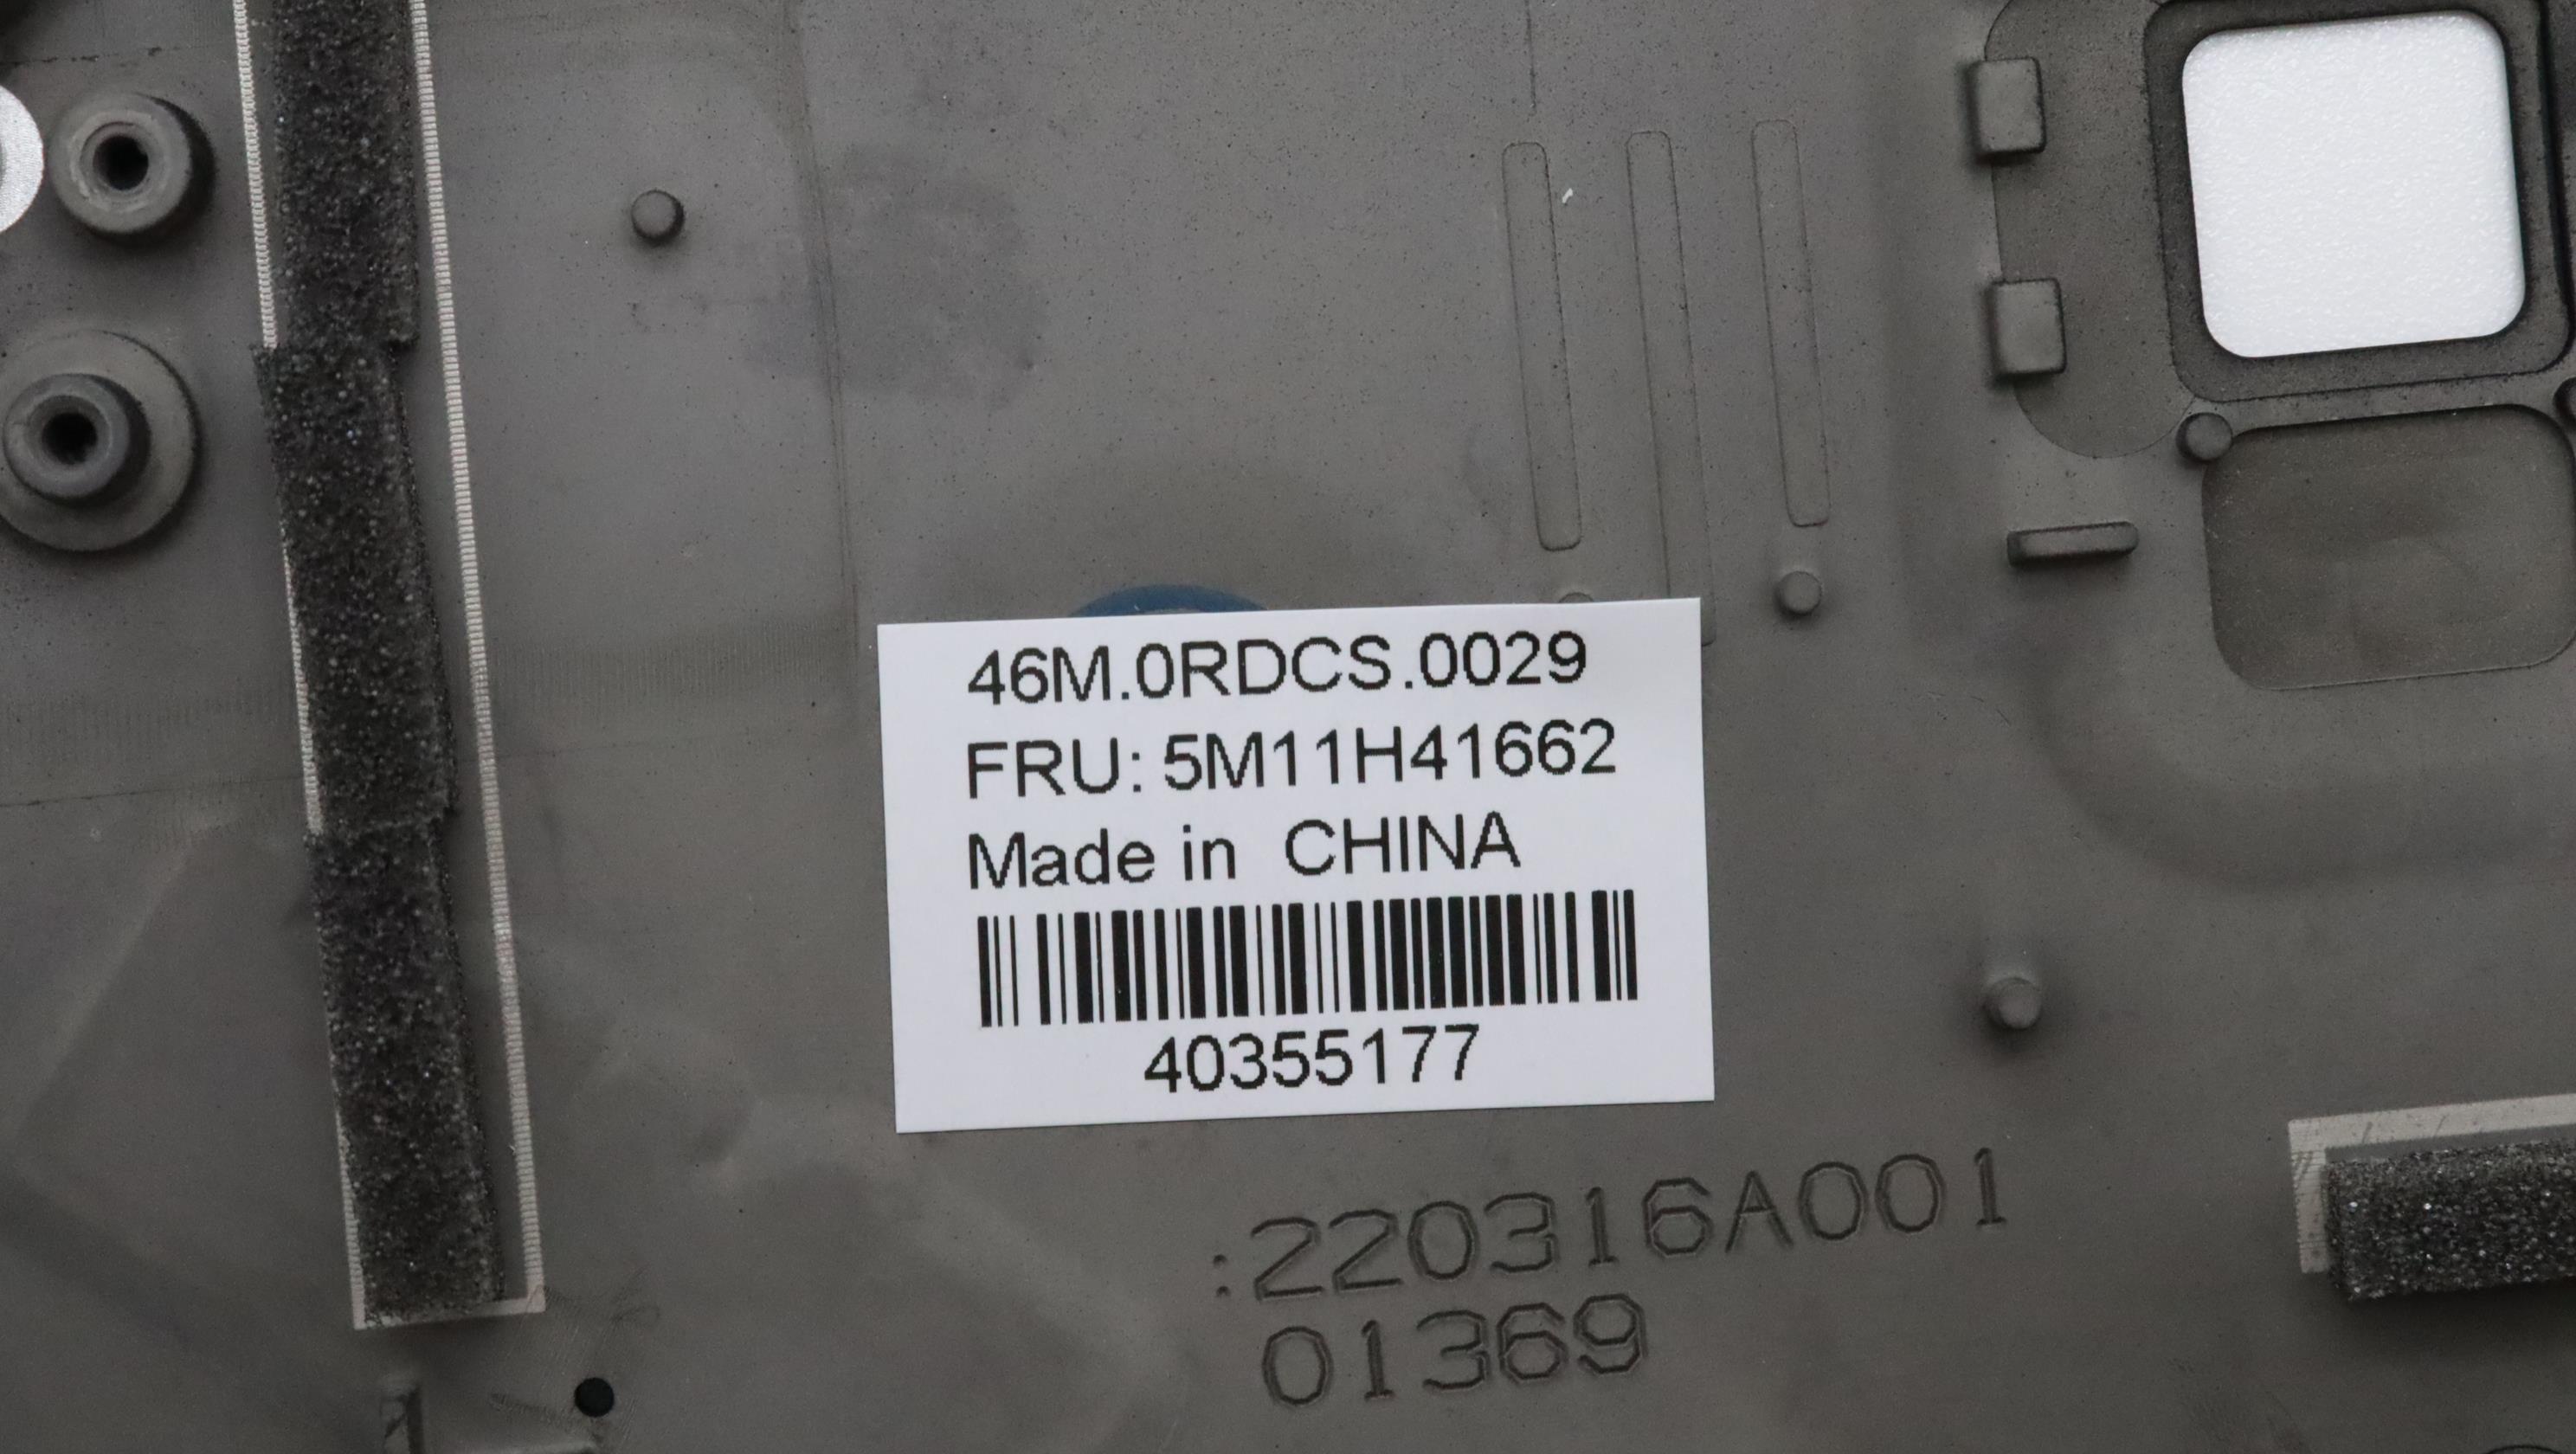 46M.0RDCS.0029
FRU: 5M11H41662
Made in CHINA
40355177
:220316A001
01369